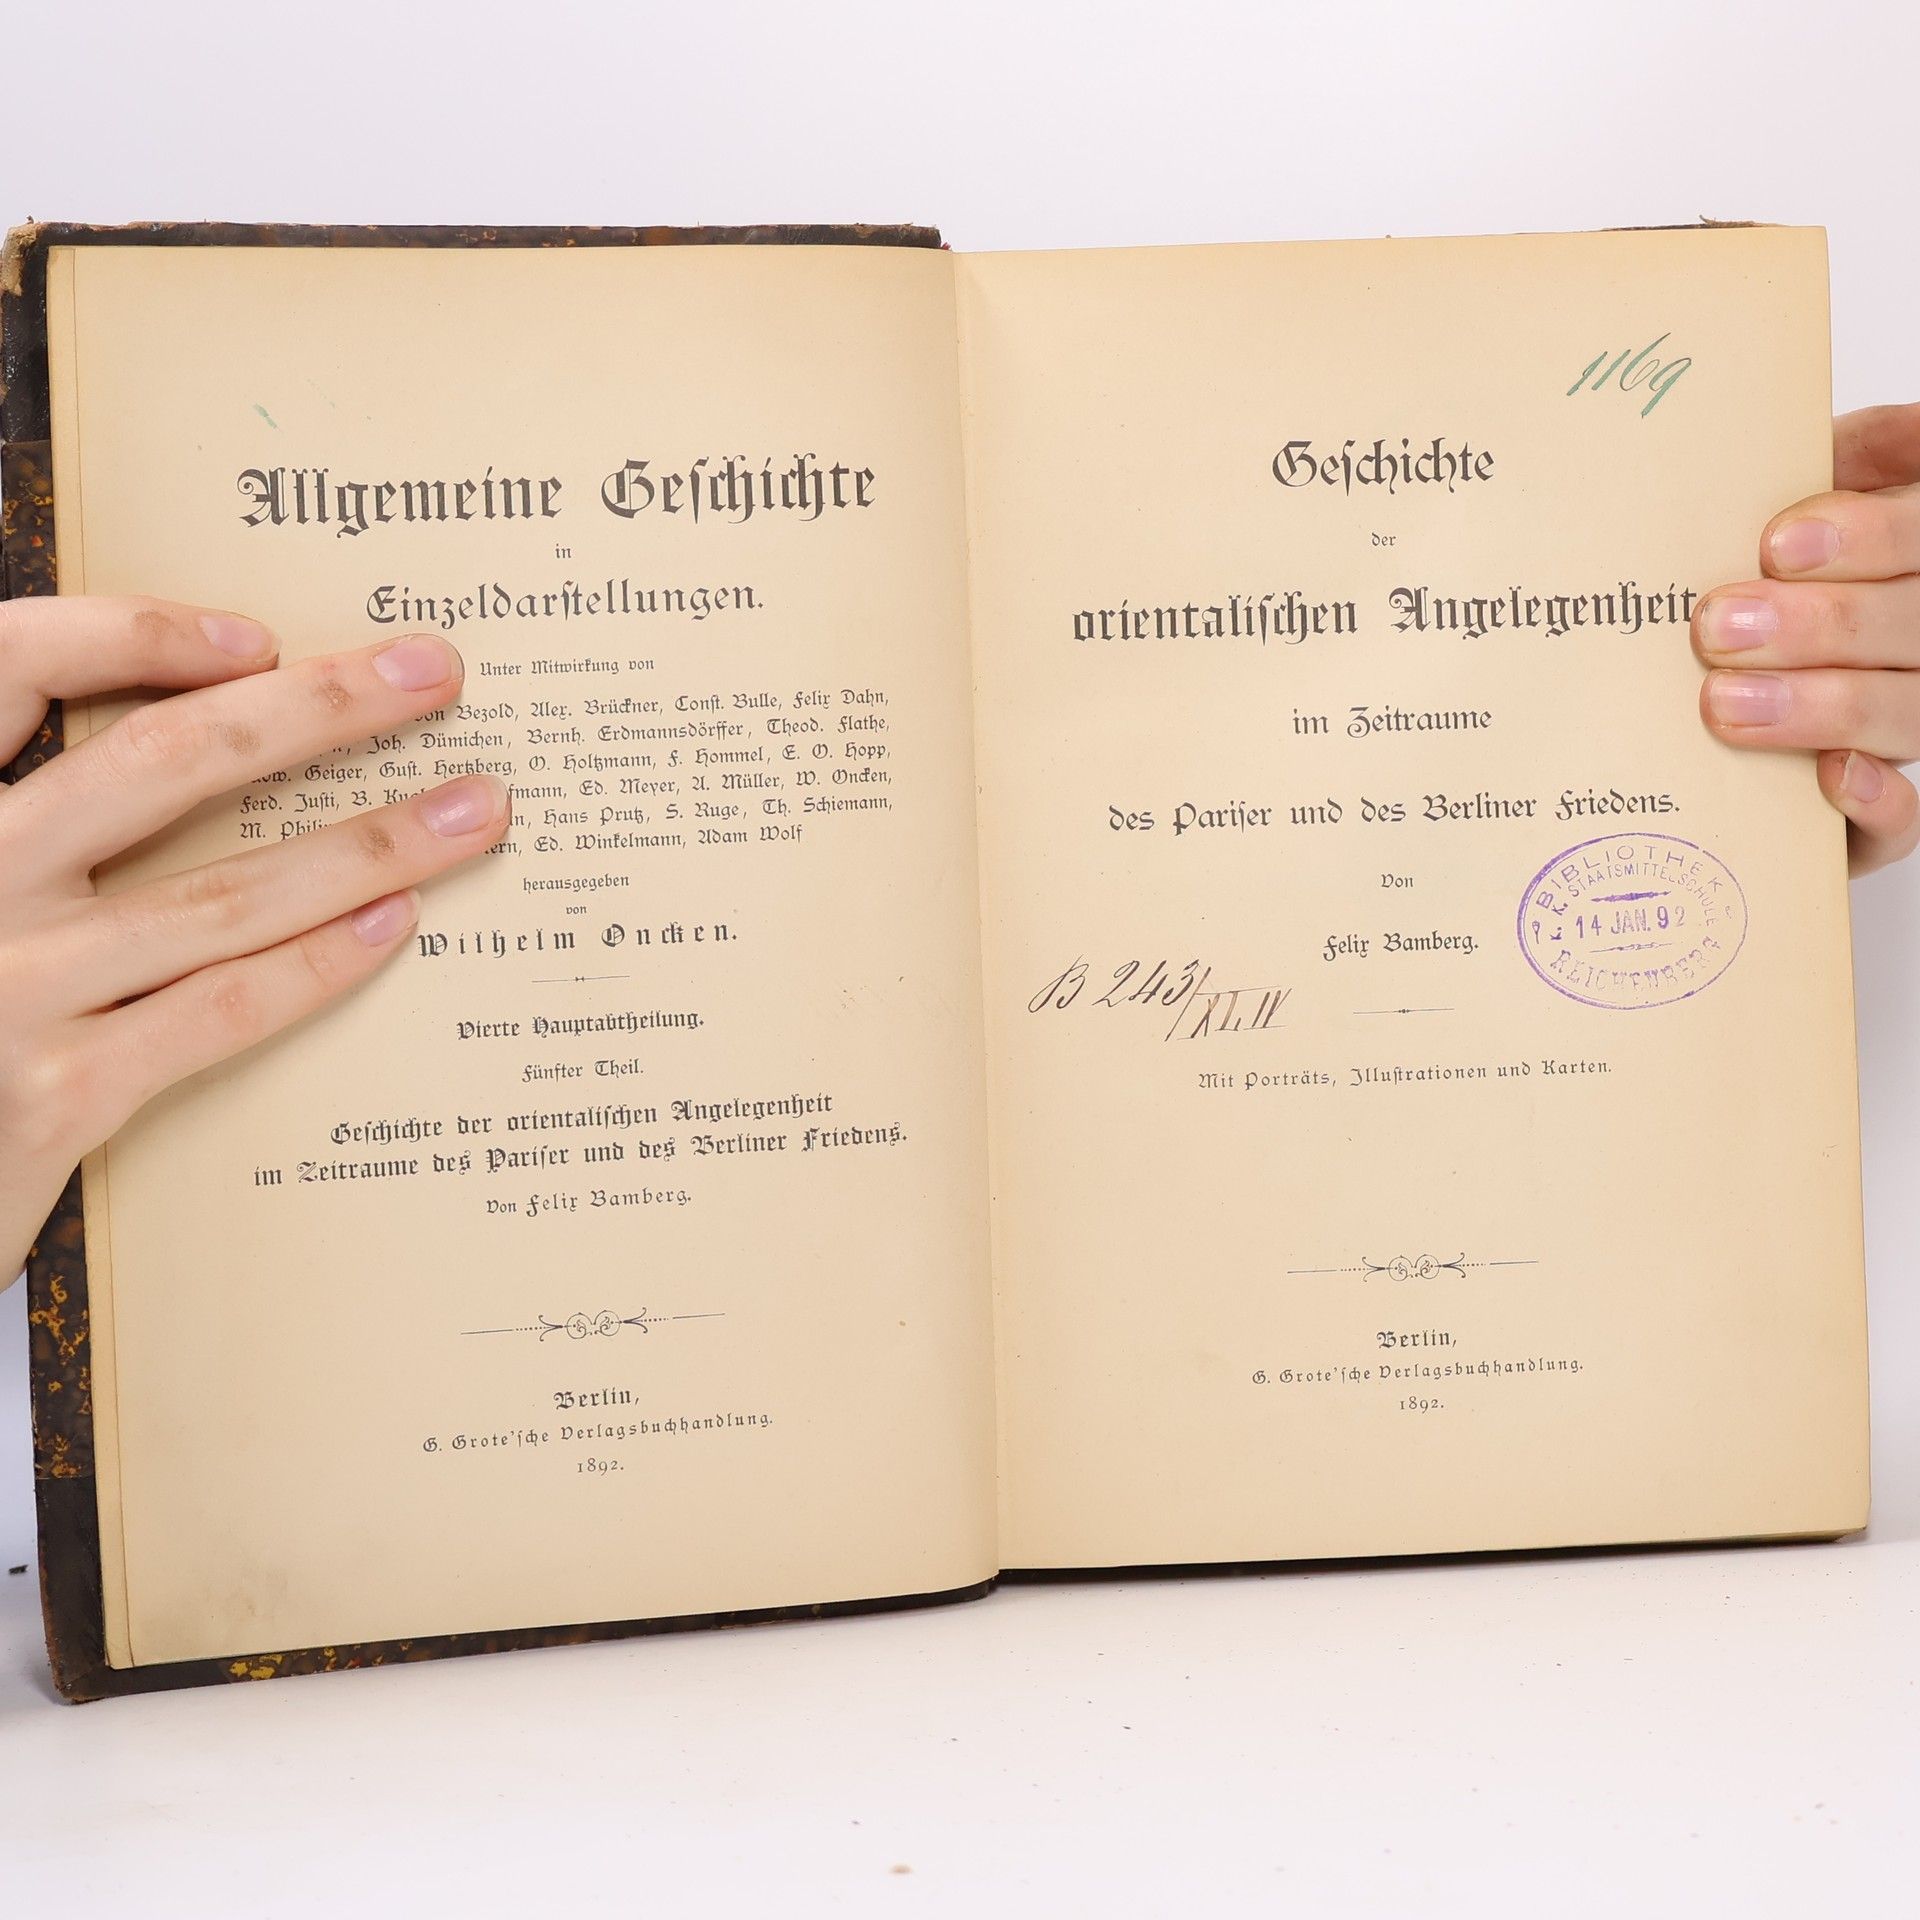 Allgemeine Geschichte
in
Einzeldarstellungen.
Unter Mitwirkung von
von Bezold, Alex. Brückner, Const. Bulle, Felix Dahn,
Joh. Dümichen, Bernh. Erdmannsdörffer, Theod. Flathe,
Geiger, Gust. Hertzberg, O. Holtzmann, F. Hommel, E. O. Hopp,
Ferd. Justi, B. Ed. Meyer, A. Müller, W. Oncken,
M. Hans Prutz, S. Ruge, Th. Schiemann,
Ed. Winkelmann, Adam Wolf
herausgegeben
von
Wilhelm Oncken.
Vierte Hauptabtheilung.
Fünfter Theil.
Geschichte der orientalischen Angelegenheit
im Zeitraume des Pariser und des Berliner Friedens.
Von Felix Bamberg.
Berlin,
G. Grote'sche Verlagsbuchhandlung.
1892.
1169
Geschichte
der
orientalischen Angelegenheit
im Zeitraume
des Pariser und des Berliner Friedens.
Von
Felix Bamberg.
BIBLIOTHEK
K. K. STAATSMITTELSCHULE
14 JAN. 92
REICHENBERG
B 243/XI, IV
Mit Porträts, Illustrationen und Karten.
Berlin,
G. Grote'sche Verlagsbuchhandlung.
1892.